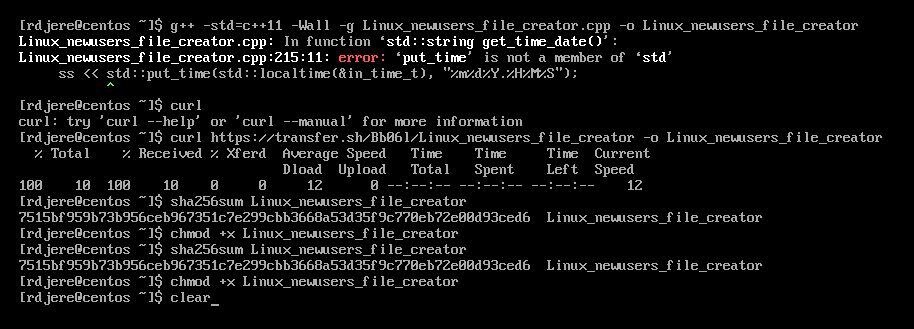 [rdjere@centos ~]$ g++ -std=c++11 -Wall -g Linux_newusers_file_creator.cpp -o Linux_newusers_file_creator
Linux_newusers_file_creator.cpp: In function ‘std::string get_time_date()’:
Linux_newusers_file_creator.cpp:215:11: error: ‘put_time’ is not a member of ‘std’
     ss << std::put_time(std::localtime(&in_time_t), "%m%d%Y.%H%M%S");
           ^
[rdjere@centos ~]$ curl
curl: try 'curl --help' or 'curl --manual' for more information
[rdjere@centos ~]$ curl https://transfer.sh/Bb06l/Linux_newusers_file_creator -o Linux_newusers_file_creator
  % Total    % Received % Xferd  Average Speed   Time    Time     Time  Current
                                 Dload  Upload   Total   Spent    Left  Speed
100    10  100    10    0     0     12      0 --:--:-- --:--:-- --:--:--    12
[rdjere@centos ~]$ sha256sum Linux_newusers_file_creator
7515bf959b73b956ceb967351c7e299cbb3668a53d35f9c770eb72e00d93ced6  Linux_newusers_file_creator
[rdjere@centos ~]$ chmod +x Linux_newusers_file_creator
[rdjere@centos ~]$ sha256sum Linux_newusers_file_creator
7515bf959b73b956ceb967351c7e299cbb3668a53d35f9c770eb72e00d93ced6  Linux_newusers_file_creator
[rdjere@centos ~]$ chmod +x Linux_newusers_file_creator
[rdjere@centos ~]$ clear_